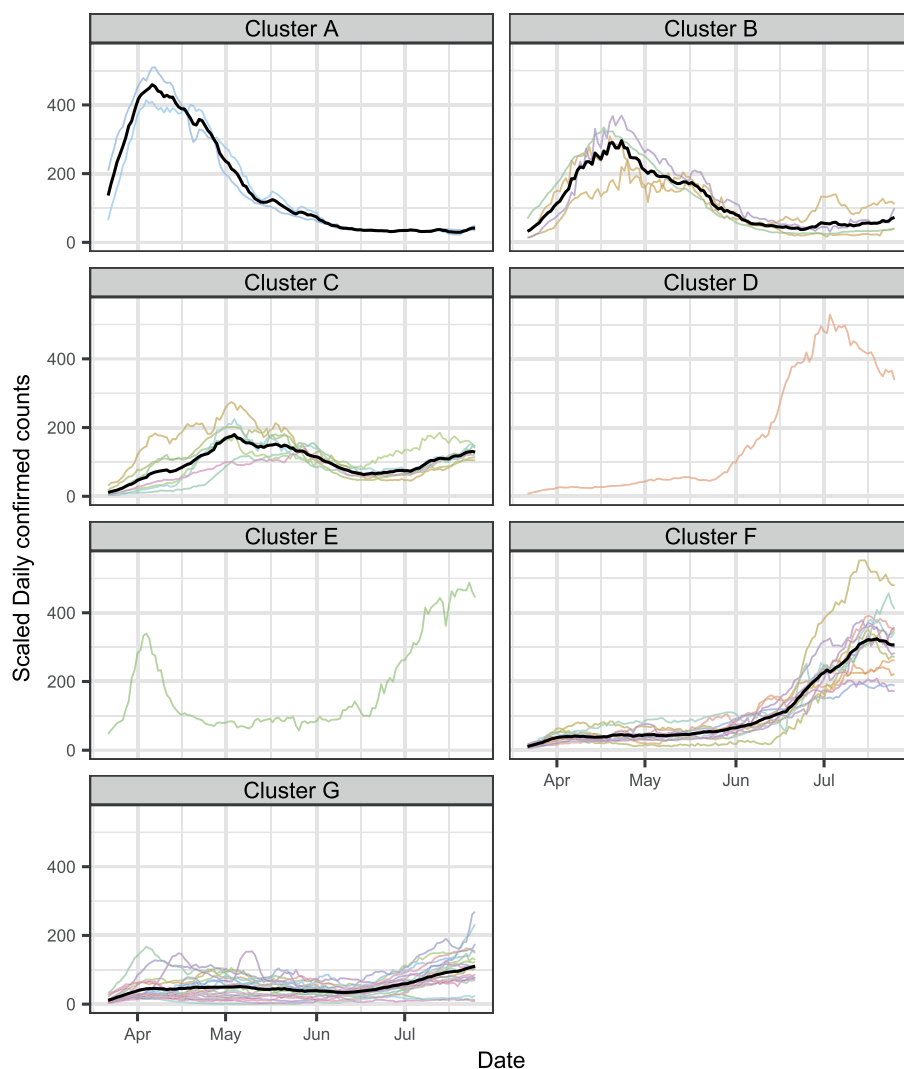 Cluster A
Cluster B
400
200
0
Cluster C
Cluster D
400
200
0
Cluster E
Cluster F
400
200
0
Apr May Jun Jul
Cluster G
400
200
0
Apr May Jun Jul
Date
Scaled Daily confirmed counts